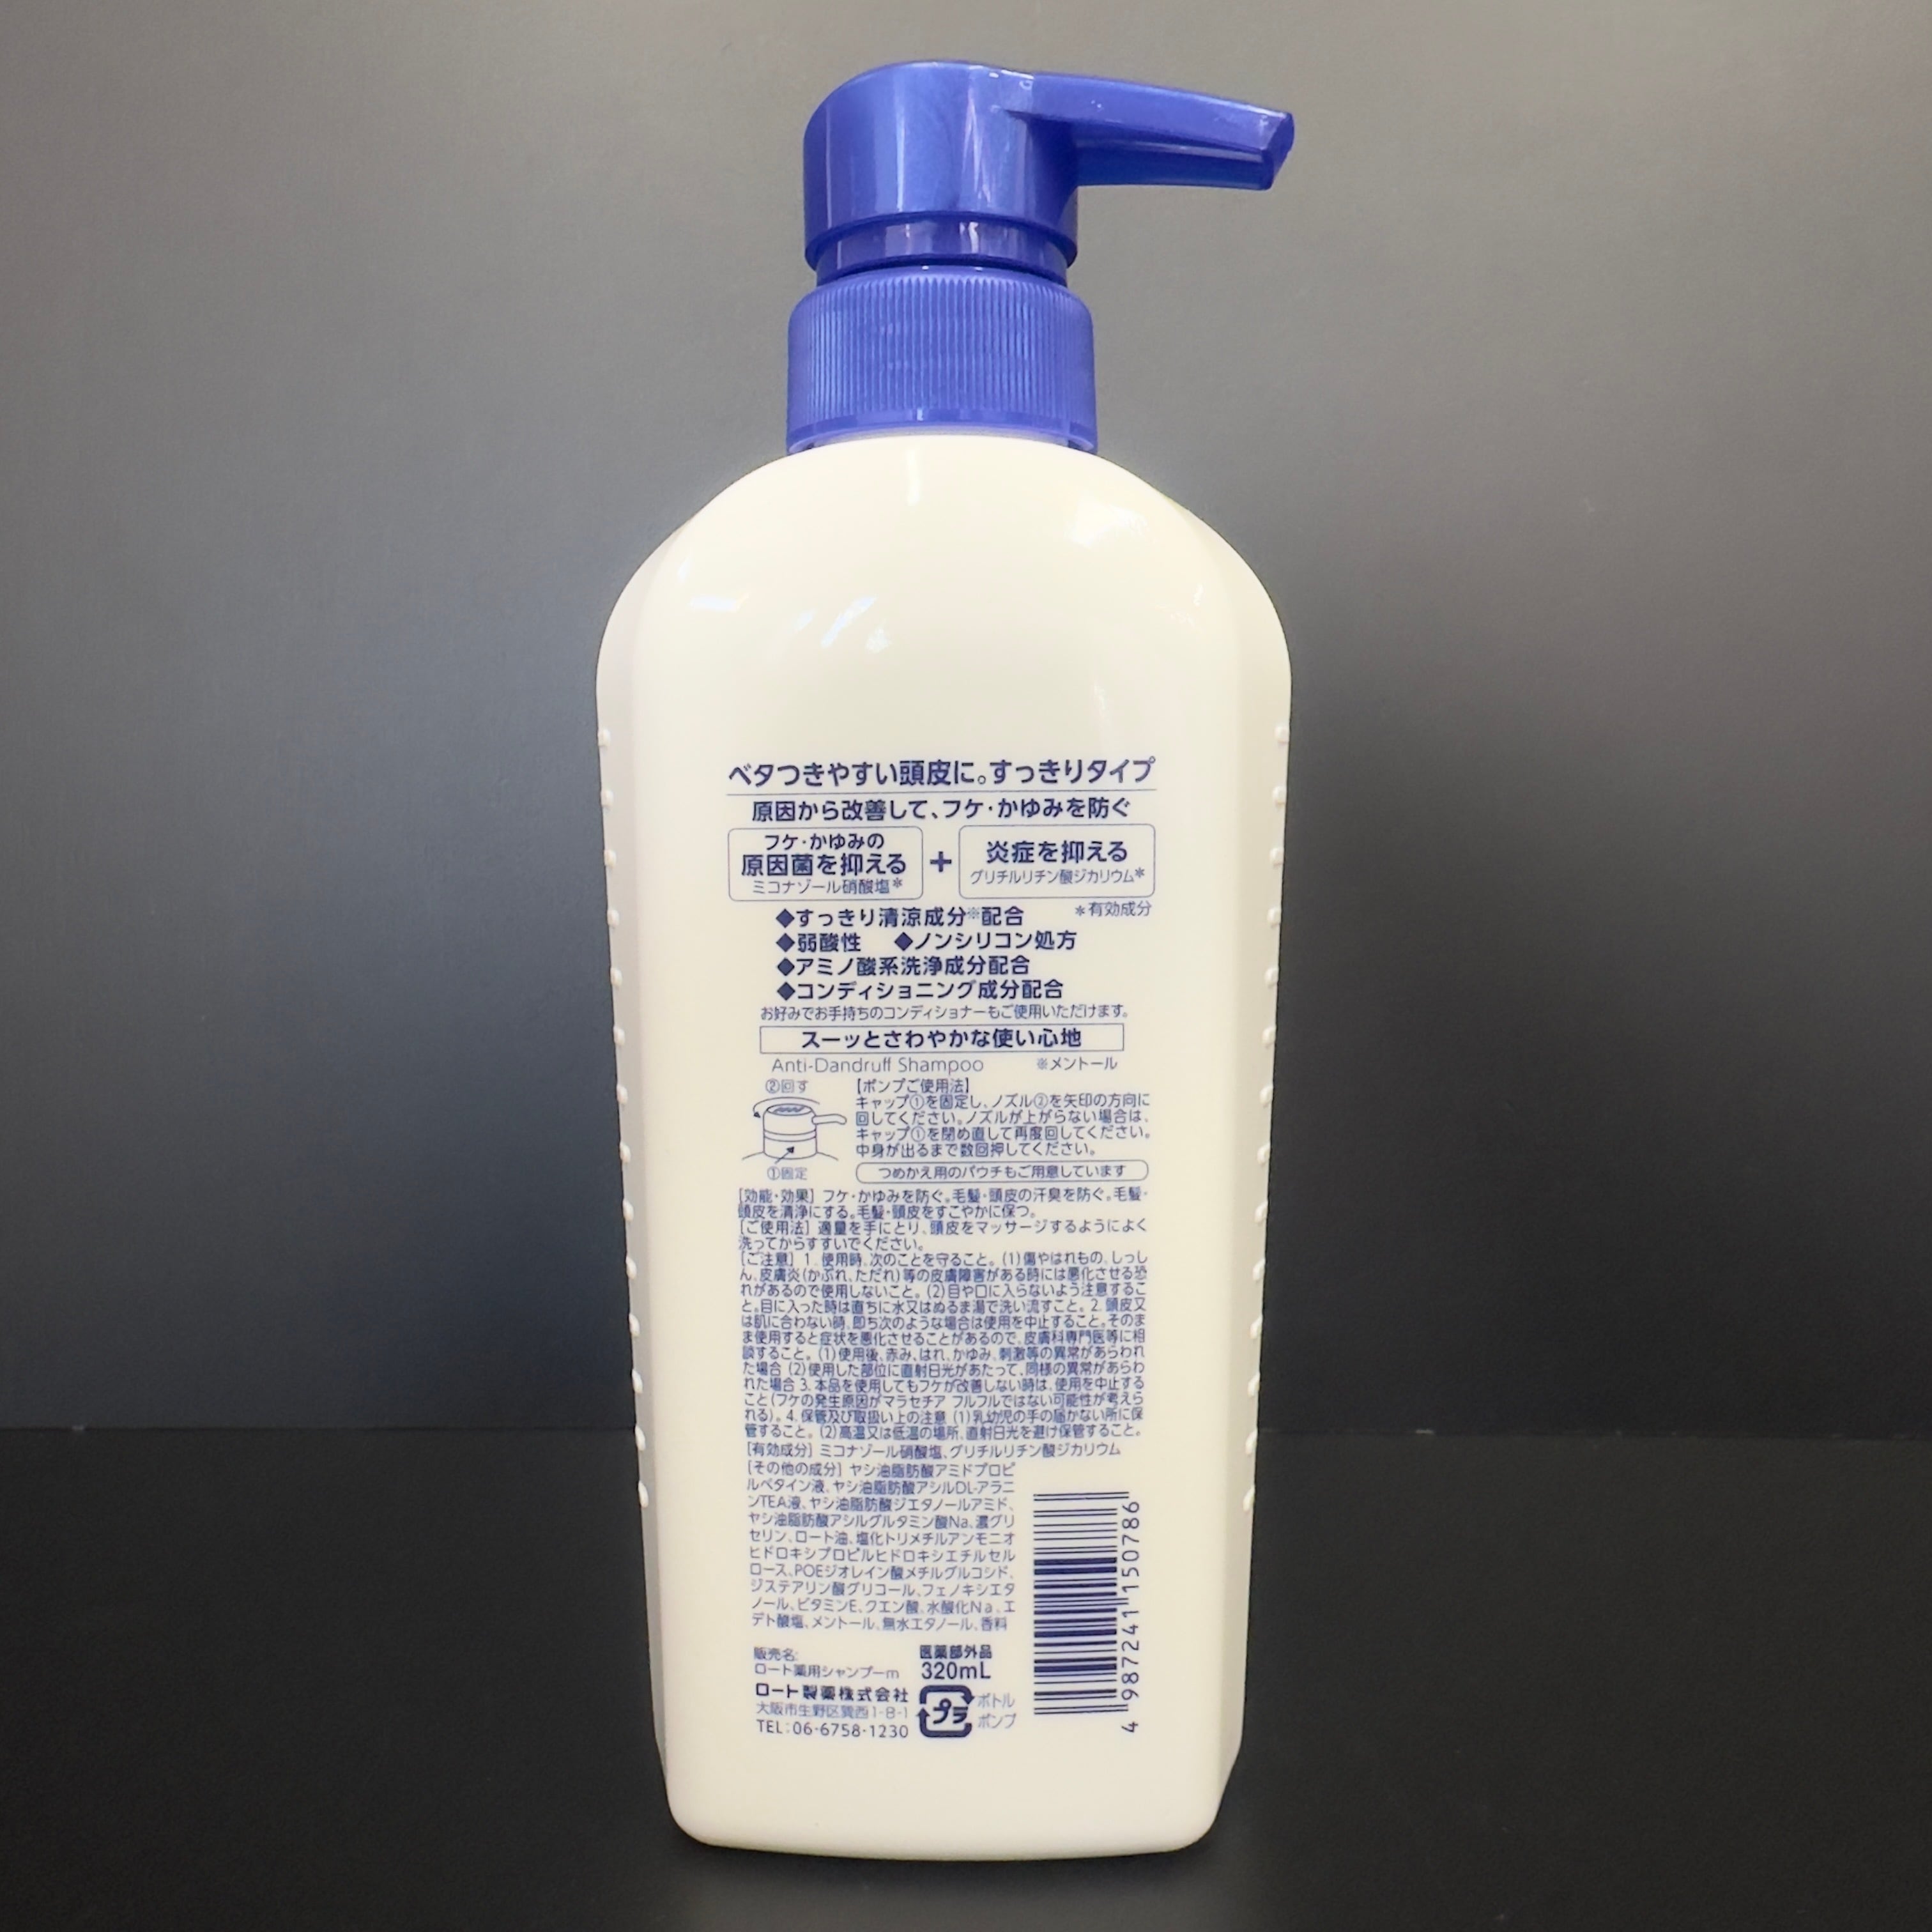 ベタつきやすい頭皮に。すっきりタイプ
原因から改善して、フケ・かゆみを防ぐ
フケ・かゆみの
原因菌を抑える
ミコナゾール硝酸塩*
+
炎症を抑える
グリチルリチン酸ジカリウム*
*有効成分
◆すっきり清涼成分※配合
◆弱酸性 ◆ノンシリコン処方
◆アミノ酸系洗浄成分配合
◆コンディショニング成分配合
お好みでお手持ちのコンディショナーもご使用いただけます。
スーッとさわやかな使い心地
Anti-Dandruff Shampoo ※メントール
②回す
①固定
【ポンプご使用法】
キャップ①を固定し、ノズル②を矢印の方向に
回してください。ノズルが上がらない場合は、
キャップ①を閉め直して再度回してください。
中身が出るまで数回押してください。
つめかえ用のパウチもご用意しています
[効能・効果] フケ・かゆみを防ぐ。毛髪・頭皮の汗臭を防ぐ。毛髪・
頭皮を清浄にする。毛髪・頭皮をすこやかに保つ。
[ご使用法] 適量を手にとり、頭皮をマッサージするようによく
洗ってからすすいでください。
[ご注意] 1. 使用時、次のことを守ること。(1)傷やはれもの、しっし
ん、皮膚炎(かぶれ、ただれ)等の皮膚障害がある時には悪化させる恐
れがあるので使用しないこと。(2)目や口に入らないよう注意するこ
と。目に入った時は直ちに水又はぬるま湯で洗い流すこと。2. 頭皮又
は肌に合わない時、即ち次のような場合は使用を中止すること。そのま
ま使用すると症状を悪化させることがあるので、皮膚科専門医等に相
談すること。(1)使用後、赤み、はれ、かゆみ、刺激等の異常があらわれ
た場合 (2)使用した部位に直射日光があたって、同様の異常があらわ
れた場合 3. 本品を使用してもフケが改善しない時は、使用を中止する
こと(フケの発生原因がマラセチア フルフルではない可能性が考えら
れる)。4. 保管及び取扱い上の注意 (1)乳幼児の手の届かない所に保
管すること。(2)高温又は低温の場所、直射日光を避け保管すること。
[有効成分] ミコナゾール硝酸塩、グリチルリチン酸ジカリウム
[その他の成分] ヤシ油脂肪酸アミドプロピ
ルベタイン液、ヤシ油脂肪酸アシルDL-アラニ
ンTEA液、ヤシ油脂肪酸ジエタノールアミド、
ヤシ油脂肪酸アシルグルタミン酸Na、濃グリ
セリン、ロート油、塩化トリメチルアンモニオ
ヒドロキシプロピルヒドロキシエチルセル
ロース、POEジオレイン酸メチルグルコシド、
ジステアリン酸グリコール、フェノキシエタ
ノール、ビタミンE、クエン酸、水酸化Na、エ
デト酸塩、メントール、無水エタノール、香料
販売名:
ロート薬用シャンプーm
医薬部外品
320mL
ロート製薬株式会社
大阪市生野区巽西1-8-1
TEL:06-6758-1230
プラ
ボトル
ポンプ
4 987241 150786